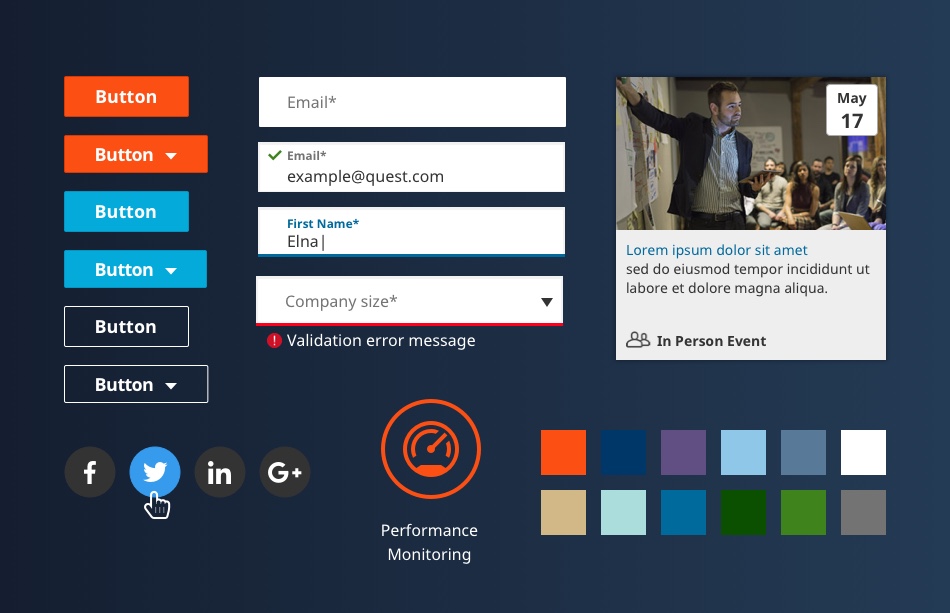 Button
Button
Button
Button
Button
Button
Email*
Email*
example@quest.com
First Name*
Elna
Company size*
! Validation error message
May
17
Lorem ipsum dolor sit amet
sed do eiusmod tempor incididunt ut
labore et dolore magna aliqua.
In Person Event
f
in
G+
Performance
Monitoring